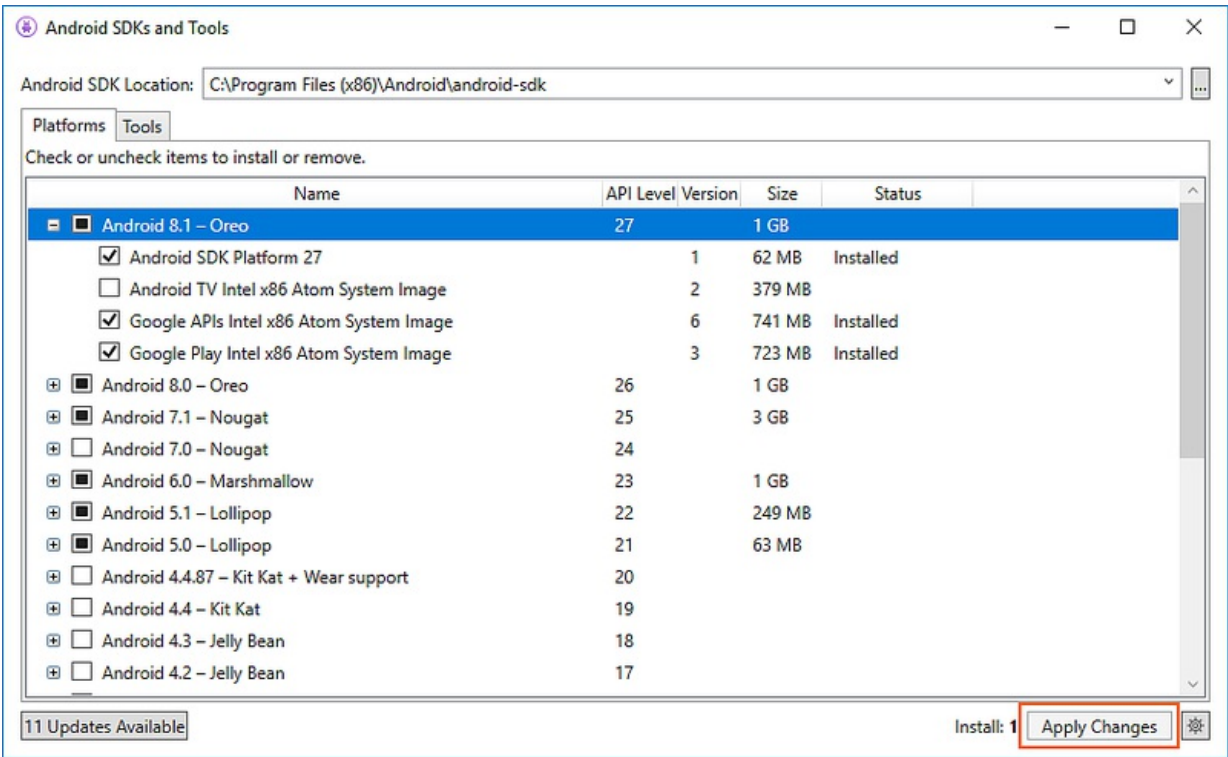 Android SDKs and Tools
Android SDK Location: C:\Program Files (x86)\Android\android-sdk ...
Platforms Tools
Check or uncheck items to install or remove.
Name API Level Version Size Status
Android 8.1 – Oreo 27 1 GB
Android SDK Platform 27 1 62 MB Installed
Android TV Intel x86 Atom System Image 2 379 MB
Google APIs Intel x86 Atom System Image 6 741 MB Installed
Google Play Intel x86 Atom System Image 3 723 MB Installed
Android 8.0 – Oreo 26 1 GB
Android 7.1 – Nougat 25 3 GB
Android 7.0 – Nougat 24
Android 6.0 – Marshmallow 23 1 GB
Android 5.1 – Lollipop 22 249 MB
Android 5.0 – Lollipop 21 63 MB
Android 4.4.87 – Kit Kat + Wear support 20
Android 4.4 – Kit Kat 19
Android 4.3 – Jelly Bean 18
Android 4.2 – Jelly Bean 17
11 Updates Available Install: 1 Apply Changes